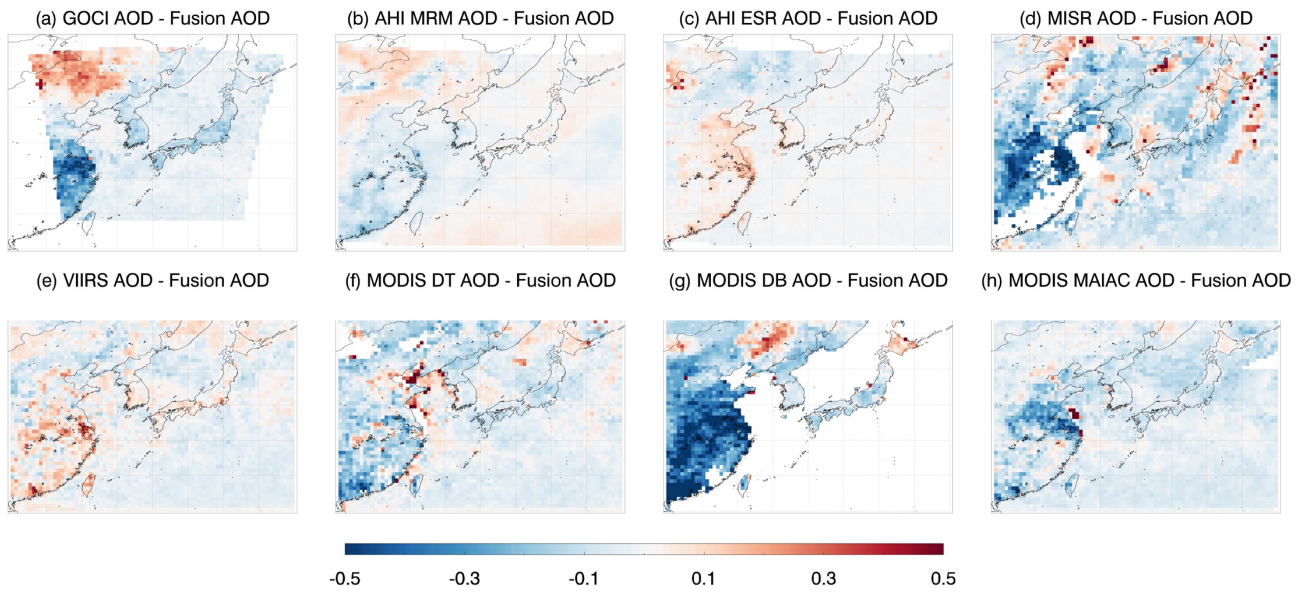 (a) GOCI AOD - Fusion AOD
(b) AHI MRM AOD - Fusion AOD
(c) AHI ESR AOD - Fusion AOD
(d) MISR AOD - Fusion AOD
(e) VIIRS AOD - Fusion AOD
(f) MODIS DT AOD - Fusion AOD
(g) MODIS DB AOD - Fusion AOD
(h) MODIS MAIAC AOD - Fusion AOD
-0.5 -0.3 -0.1 0.1 0.3 0.5